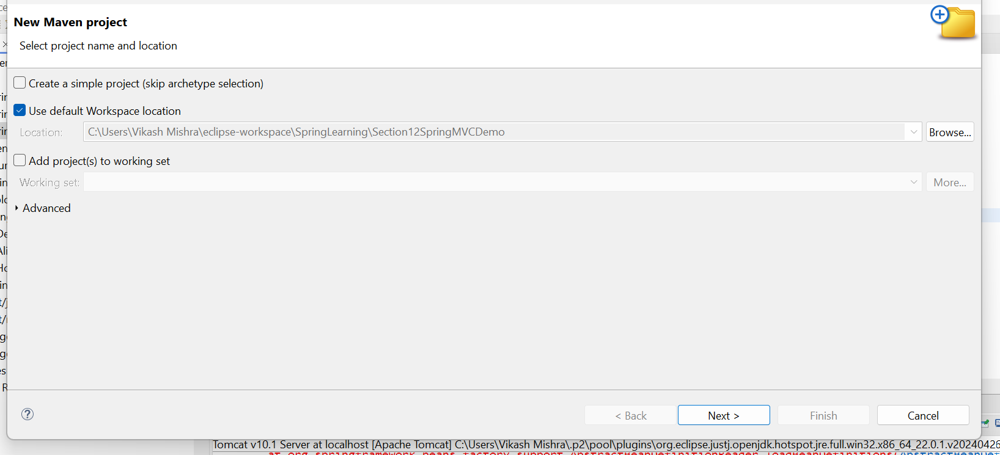 New Maven project
Select project name and location
Create a simple project (skip archetype selection)
Use default Workspace location
Location: C:\Users\Vikash Mishra\eclipse-workspace\SpringLearning\Section12SpringMVCDemo Browse...
Add project(s) to working set
Working set: More...
Advanced
< Back Next > Finish Cancel
Tomcat v10.1 Server at localhost [Apache Tomcat] C:\Users\Vikash Mishra\.p2\pool\plugins\org.eclipse.justj.openjdk.hotspot.jre.full.win32.x86_64_22.0.1.v20240426